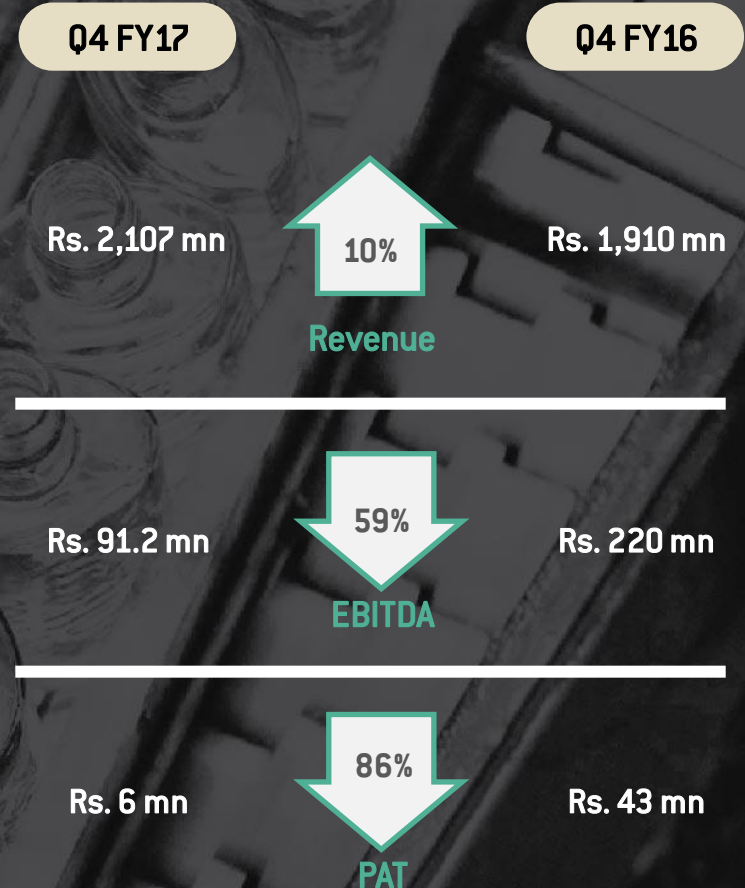 Q4 FY17
Q4 FY16
Rs. 2,107 mn
10%
Rs. 1,910 mn
Revenue
Rs. 91.2 mn
59%
Rs. 220 mn
EBITDA
Rs. 6 mn
86%
Rs. 43 mn
PAT